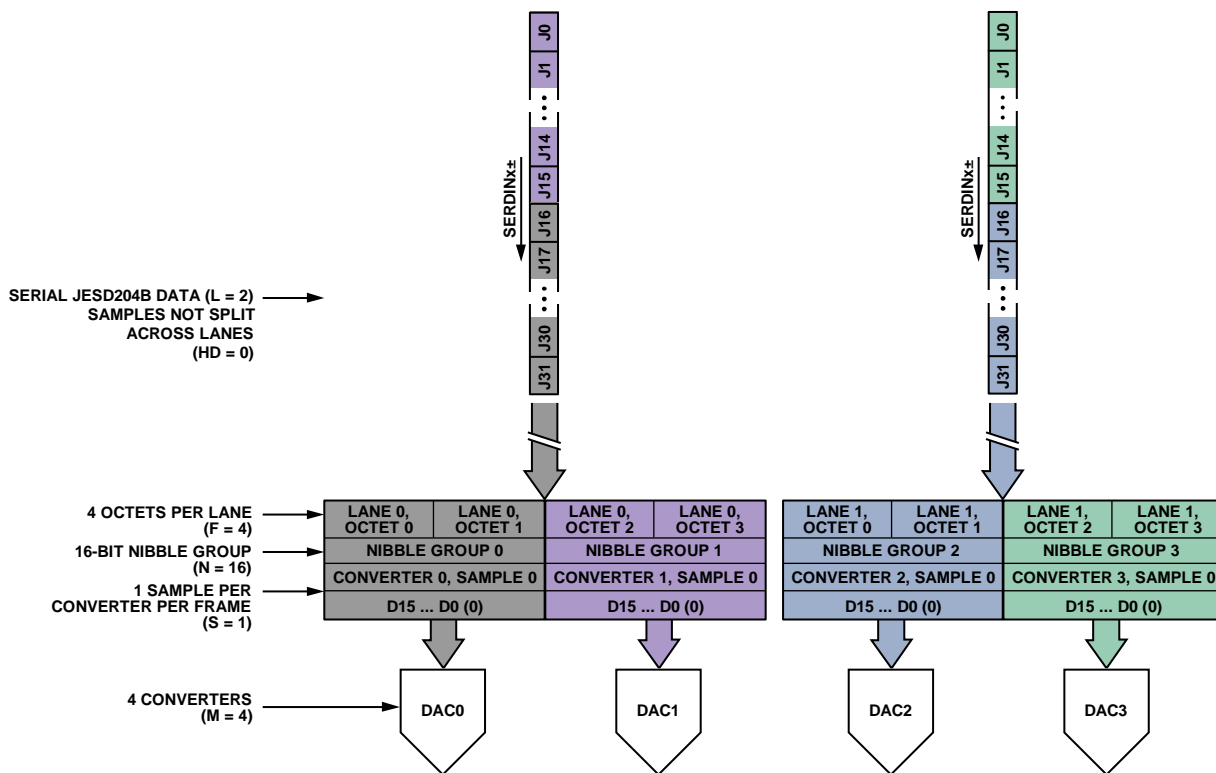 J0
J1
J14
J15
J16
J17
J30
J31
SERDINx±
J0
J1
J14
J15
J16
J17
J30
J31
SERDINx±
SERIAL JESD204B DATA (L = 2)
SAMPLES NOT SPLIT
ACROSS LANES
(HD = 0)
4 OCTETS PER LANE
(F = 4)
LANE 0,
OCTET 0
LANE 0,
OCTET 1
LANE 0,
OCTET 2
LANE 0,
OCTET 3
LANE 1,
OCTET 0
LANE 1,
OCTET 1
LANE 1,
OCTET 2
LANE 1,
OCTET 3
16-BIT NIBBLE GROUP
(N = 16)
NIBBLE GROUP 0
NIBBLE GROUP 1
NIBBLE GROUP 2
NIBBLE GROUP 3
1 SAMPLE PER
CONVERTER PER FRAME
(S = 1)
CONVERTER 0, SAMPLE 0
CONVERTER 1, SAMPLE 0
CONVERTER 2, SAMPLE 0
CONVERTER 3, SAMPLE 0
D15 ... D0 (0)
D15 ... D0 (0)
D15 ... D0 (0)
D15 ... D0 (0)
4 CONVERTERS
(M = 4)
DAC0
DAC1
DAC2
DAC3